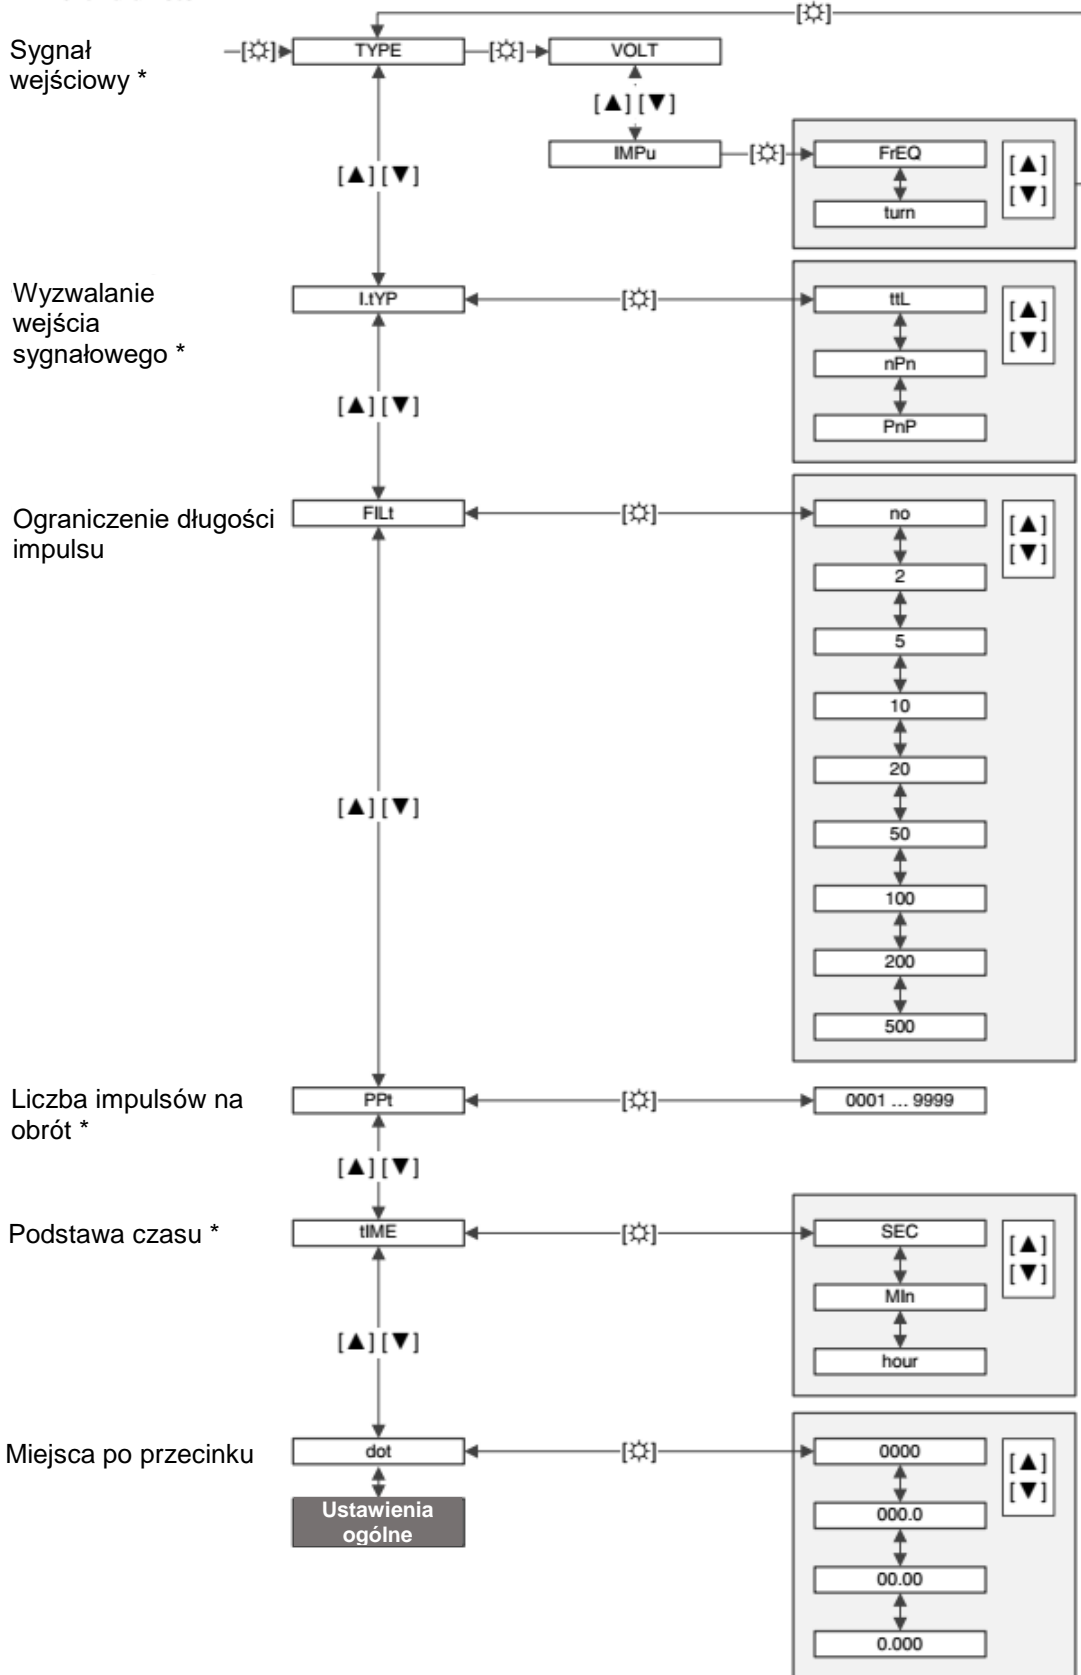 [☼]
Sygnał
wejściowy *
[☼] TYPE [☼] VOLT
[▲] [▼]
IMPu [☼] FrEQ
[▲]
[▼]
turn
[▲] [▼]
Wyzwalanie
wejścia
sygnałowego *
I.tYP [☼] ttL
[▲]
[▼]
nPn
PnP
[▲] [▼]
Ograniczenie długości
impulsu
FILt [☼] no
[▲]
[▼]
2
5
10
20
50
100
200
500
[▲] [▼]
Liczba impulsów na
obrót *
PPt [☼] 0001 ... 9999
[▲] [▼]
Podstawa czasu *
tIME [☼] SEC
[▲]
[▼]
MIn
hour
[▲] [▼]
Miejsca po przecinku
dot [☼] 0000
[▲]
[▼]
Ustawienia
ogólne
000.0
00.00
0.000